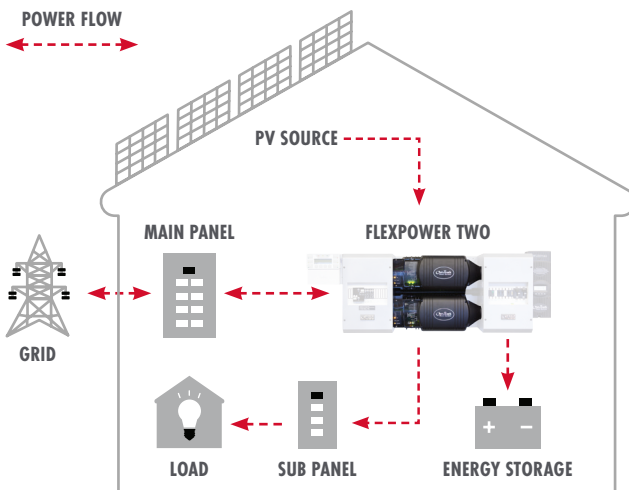 POWER FLOW
PV SOURCE
MAIN PANEL
FLEXPOWER TWO
GRID
LOAD
SUB PANEL
ENERGY STORAGE
+ −